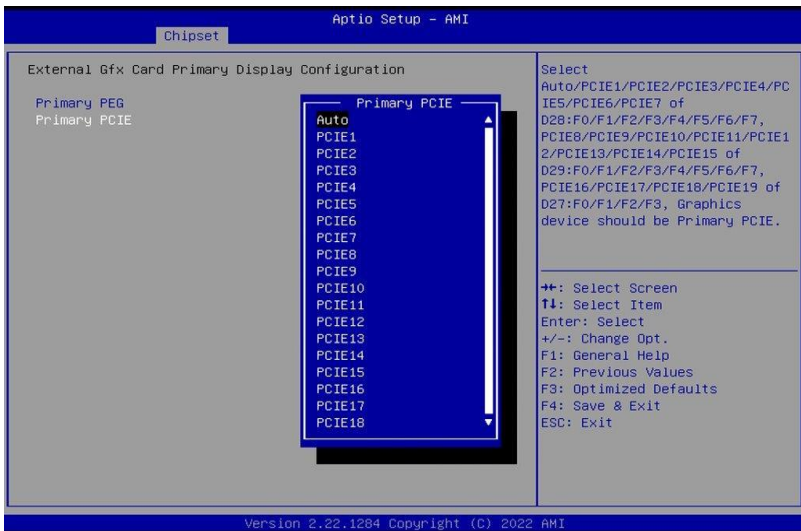 Aptio Setup - AMI
Chipset
External Gfx Card Primary Display Configuration
Primary PEG
Primary PCIE
Primary PCIE
Auto
PCIE1
PCIE2
PCIE3
PCIE4
PCIE5
PCIE6
PCIE7
PCIE8
PCIE9
PCIE10
PCIE11
PCIE12
PCIE13
PCIE14
PCIE15
PCIE16
PCIE17
PCIE18
Select
Auto/PCIE1/PCIE2/PCIE3/PCIE4/PC
IE5/PCIE6/PCIE7 of
D28:F0/F1/F2/F3/F4/F5/F6/F7,
PCIE8/PCIE9/PCIE10/PCIE11/PCIE1
2/PCIE13/PCIE14/PCIE15 of
D29:F0/F1/F2/F3/F4/F5/F6/F7,
PCIE16/PCIE17/PCIE18/PCIE19 of
D27:F0/F1/F2/F3, Graphics
device should be Primary PCIE.
→←: Select Screen
↑↓: Select Item
Enter: Select
+/-: Change Opt.
F1: General Help
F2: Previous Values
F3: Optimized Defaults
F4: Save & Exit
ESC: Exit
Version 2.22.1284 Copyright (C) 2022 AMI